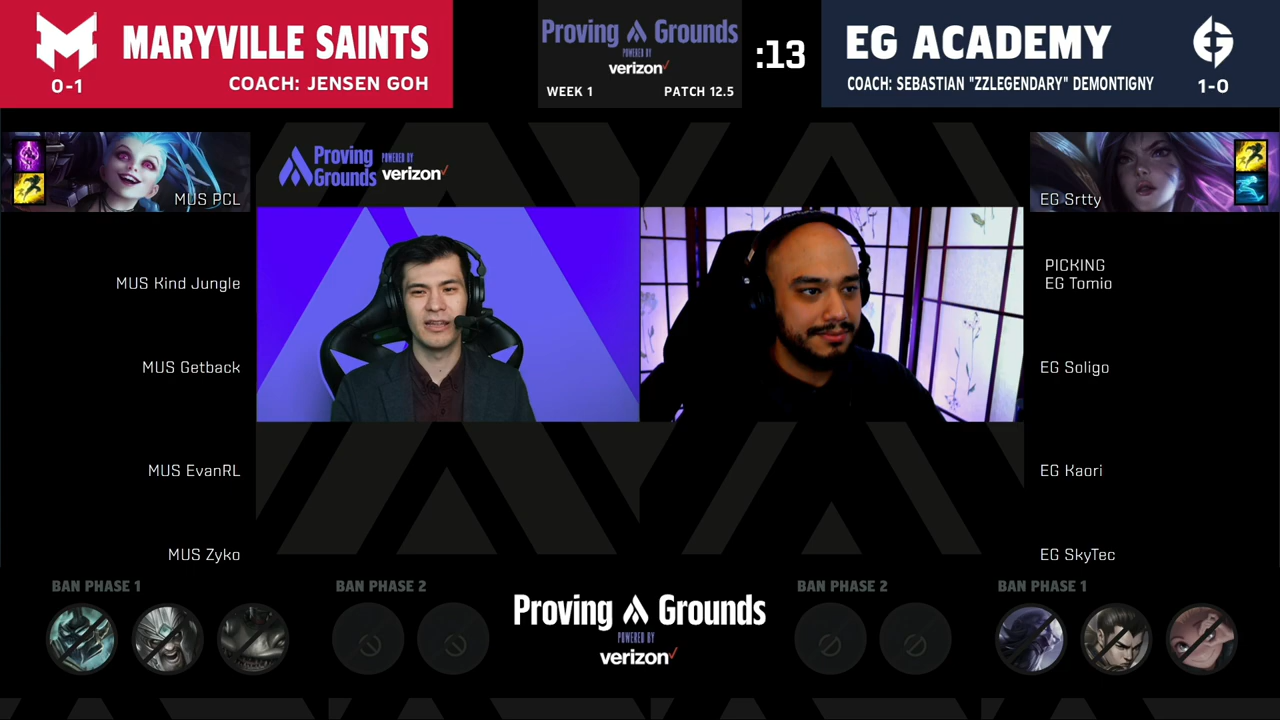 MARYVILLE SAINTS
0-1
COACH: JENSEN GOH
Proving Grounds
POWERED BY
verizon
WEEK 1
PATCH 12.5
:13
EG ACADEMY
COACH: SEBASTIAN "ZZLEGENDARY" DEMONTIGNY
1-0
MUS PCL
Proving
Grounds
POWERED BY
verizon
EG Srtty
MUS Kind Jungle
PICKING
EG Tomio
MUS Getback
EG Soligo
MUS EvanRL
EG Kaori
MUS Zyko
EG SkyTec
BAN PHASE 1
BAN PHASE 2
BAN PHASE 2
BAN PHASE 1
Proving Grounds
POWERED BY
verizon